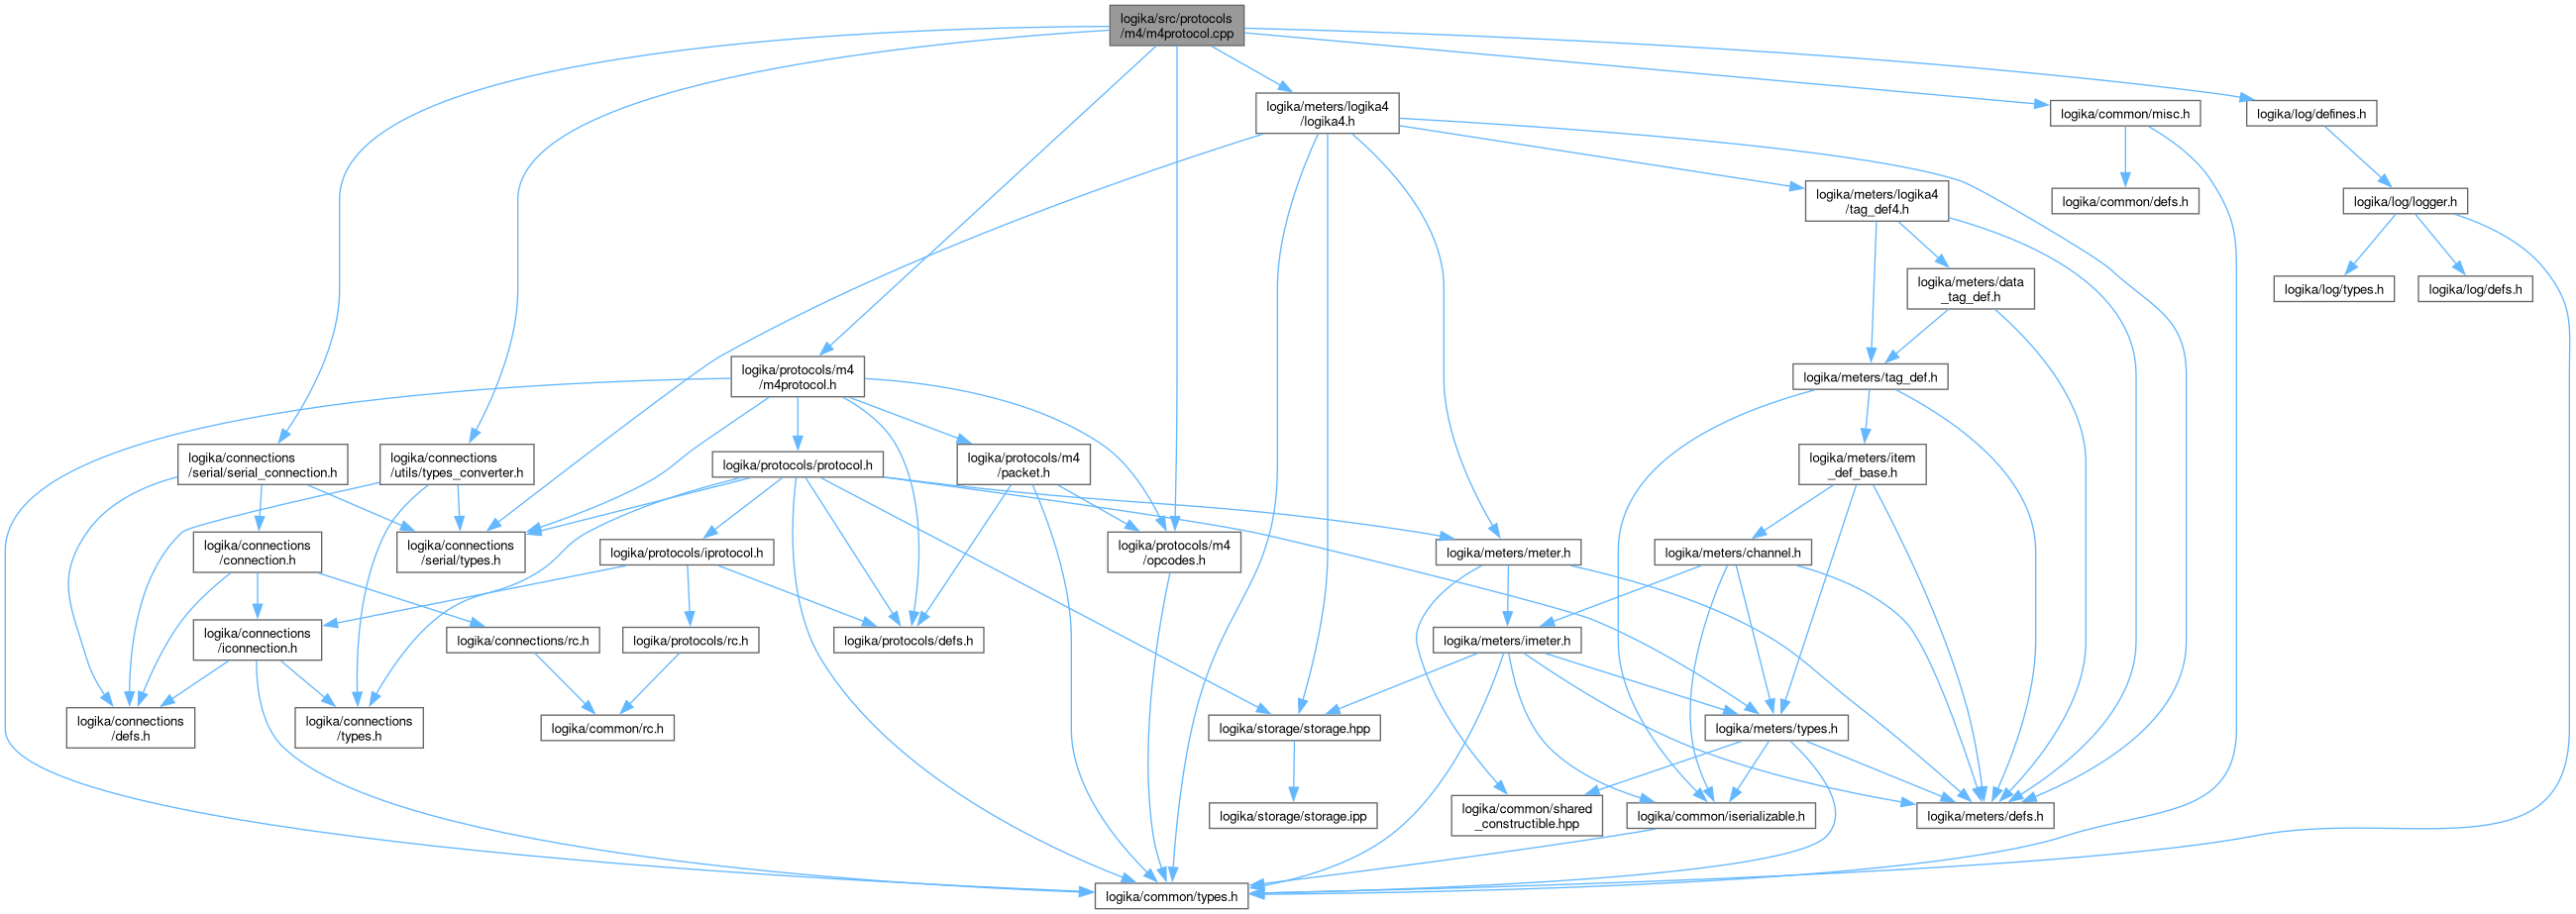 logika/src/protocols
/m4/m4protocol.cpp
logika/meters/logika4
/logika4.h
logika/common/misc.h
logika/log/defines.h
logika/meters/logika4
/tag_def4.h
logika/common/defs.h
logika/log/logger.h
logika/meters/data
_tag_def.h
logika/log/types.h
logika/log/defs.h
logika/protocols/m4
/m4protocol.h
logika/meters/tag_def.h
logika/connections
/serial/serial_connection.h
logika/connections
/utils/types_converter.h
logika/protocols/protocol.h
logika/protocols/m4
/packet.h
logika/meters/item
_def_base.h
logika/connections
/connection.h
logika/connections
/serial/types.h
logika/protocols/iprotocol.h
logika/protocols/m4
/opcodes.h
logika/meters/meter.h
logika/meters/channel.h
logika/connections
/iconnection.h
logika/connections/rc.h
logika/protocols/rc.h
logika/protocols/defs.h
logika/meters/imeter.h
logika/connections
/defs.h
logika/connections
/types.h
logika/common/rc.h
logika/storage/storage.hpp
logika/meters/types.h
logika/storage/storage.ipp
logika/common/shared
_constructible.hpp
logika/common/iserializable.h
logika/meters/defs.h
logika/common/types.h